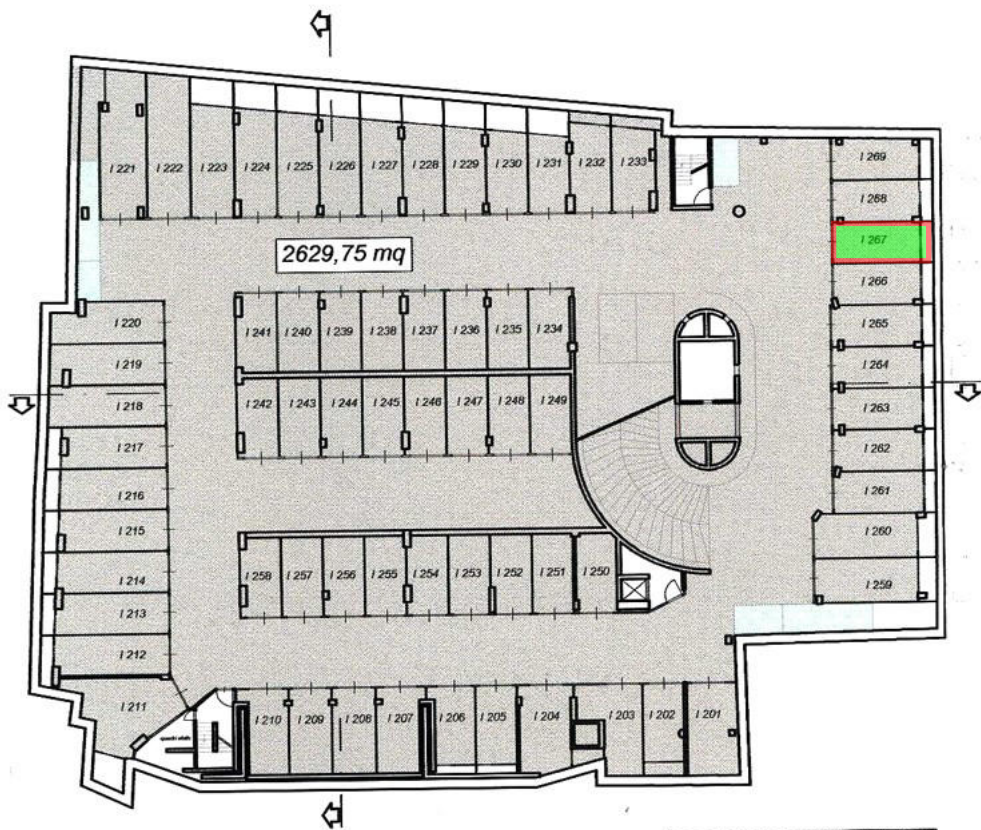 I 221 I 222 I 223 I 224 I 225 I 226 I 227 I 228 I 229 I 230 I 231 I 232 I 233
I 269
I 268
I 267
I 266
I 265
I 264
I 263
I 262
I 261
I 260
I 259
2629,75 mq
I 220
I 219
I 218
I 217
I 216
I 215
I 214
I 213
I 212
I 211
I 241 I 240 I 239 I 238 I 237 I 236 I 235 I 234
I 242 I 243 I 244 I 245 I 246 I 247 I 248 I 249
I 258 I 257 I 256 I 255 I 254 I 253 I 252 I 251 I 250
I 210 I 209 I 208 I 207 I 206 I 205 I 204 I 203 I 202 I 201